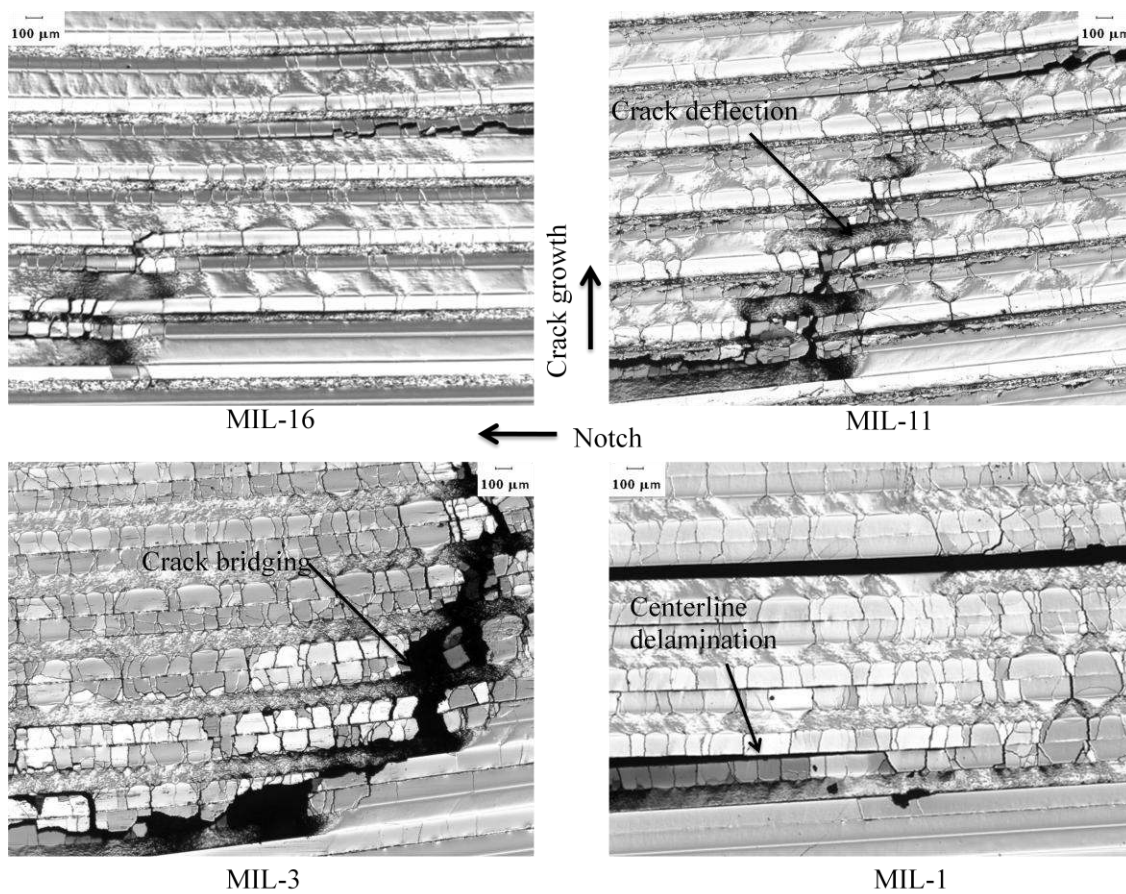 100 μm
100 μm
Crack deflection
Crack growth
MIL-16
MIL-11
Notch
100 μm
100 μm
Crack bridging
Centerline
delamination
MIL-3
MIL-1